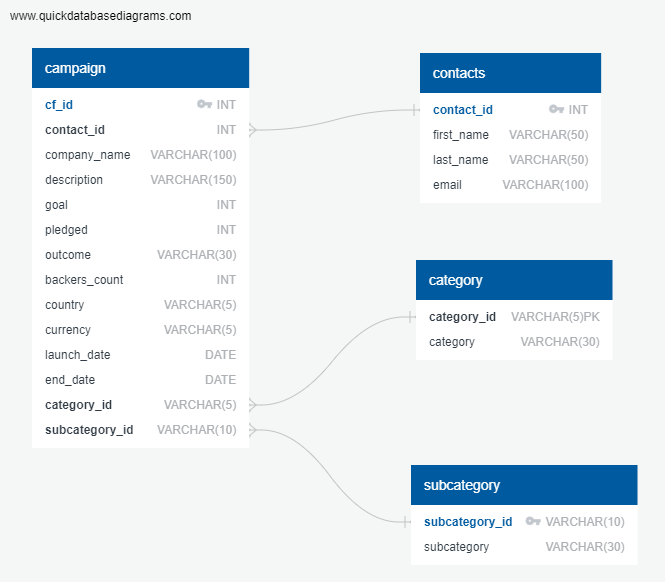 www.quickdatabasediagrams.com
campaign
cf_id INT
contact_id INT
company_name VARCHAR(100)
description VARCHAR(150)
goal INT
pledged INT
outcome VARCHAR(30)
backers_count INT
country VARCHAR(5)
currency VARCHAR(5)
launch_date DATE
end_date DATE
category_id VARCHAR(5)
subcategory_id VARCHAR(10)
contacts
contact_id INT
first_name VARCHAR(50)
last_name VARCHAR(50)
email VARCHAR(100)
category
category_id VARCHAR(5)PK
category VARCHAR(30)
subcategory
subcategory_id VARCHAR(10)
subcategory VARCHAR(30)